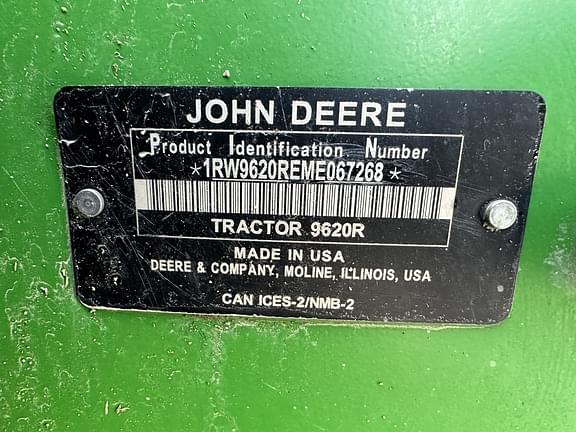 JOHN DEERE
Product Identification Number
*1RW9620REME067268*
TRACTOR 9620R
MADE IN USA
DEERE & COMPANY, MOLINE, ILLINOIS, USA
CAN ICES-2/NMB-2